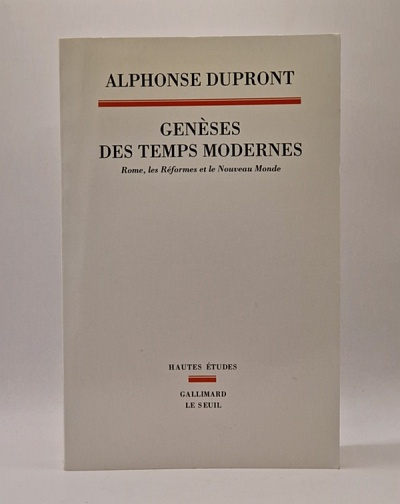 ALPHONSE DUPRONT
GENÈSES
DES TEMPS MODERNES
Rome, les Réformes et le Nouveau Monde
HAUTES ÉTUDES
GALLIMARD
LE SEUIL